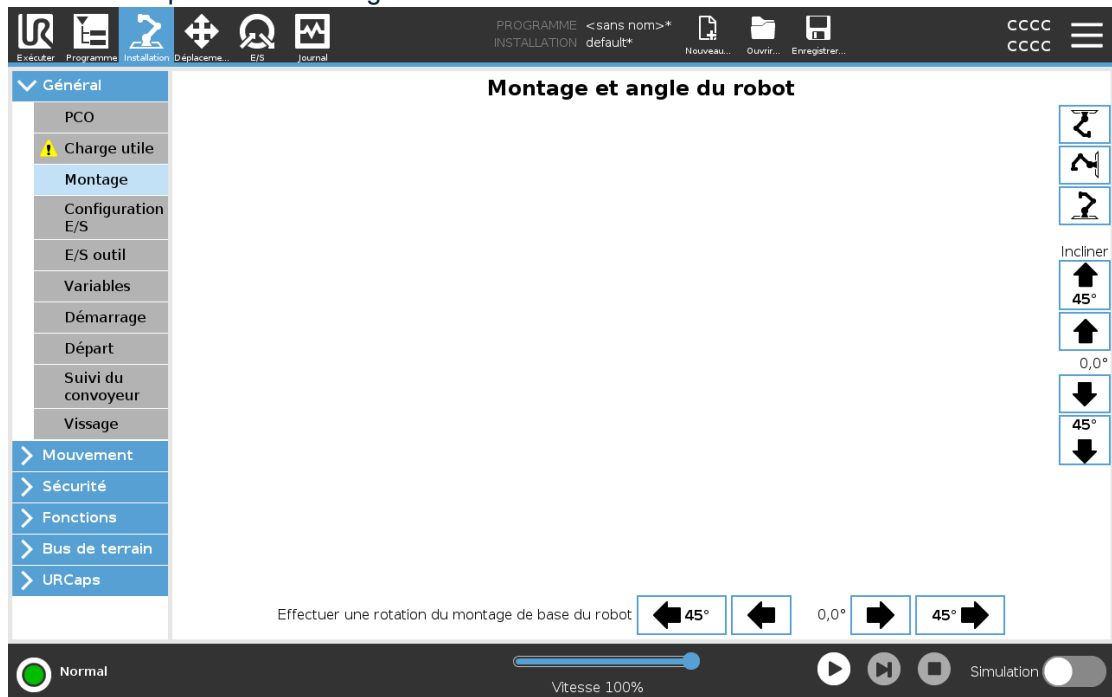 PROGRAMME <sans nom>*
INSTALLATION default*
CCCC
CCCC
Exécuter
Programme
Installation
Déplaceme...
E/S
Journal
Nouveau...
Ouvrir...
Enregistrer...
Général
PCO
Charge utile
Montage
Configuration
E/S
E/S outil
Variables
Démarrage
Départ
Suivi du
convoyeur
Vissage
Mouvement
Sécurité
Fonctions
Bus de terrain
URCaps
Montage et angle du robot
Incliner
45°
0,0°
45°
Effectuer une rotation du montage de base du robot 45° 0,0° 45°
Normal
Vitesse 100%
Simulation